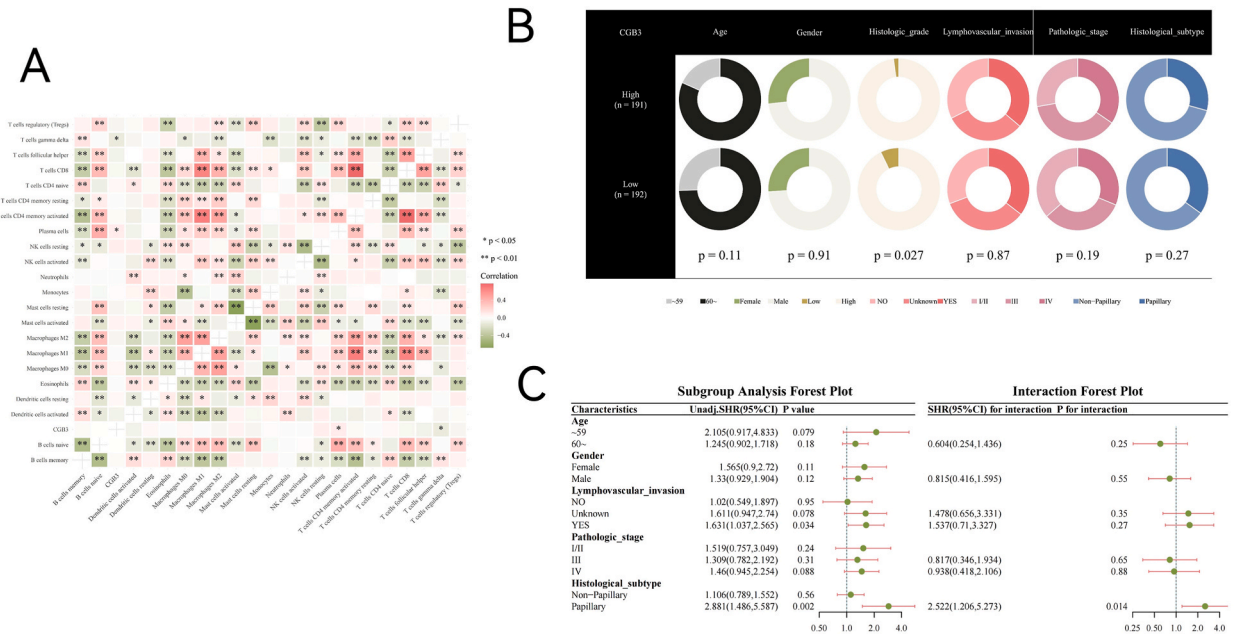 A
T cells regulatory (Tregs)
T cells gamma delta
T cells follicular helper
T cells CD8
T cells CD4 naive
T cells CD4 memory resting
cells CD4 memory activated
Plasma cells
NK cells resting
NK cells activated
Neutrophils
Monocytes
Mast cells resting
Mast cells activated
Macrophages M2
Macrophages M1
Macrophages M0
Eosinophils
Dendritic cells resting
Dendritic cells activated
CGB3
B cells naive
B cells memory
B cells memory
B cells naive
CGB3
Dendritic cells activated
Dendritic cells resting
Eosinophils
Macrophages M0
Macrophages M1
Macrophages M2
Mast cells activated
Mast cells resting
Monocytes
Neutrophils
NK cells activated
NK cells resting
Plasma cells
T cells CD4 memory activated
T cells CD4 memory resting
T cells CD4 naive
T cells CD8
T cells follicular helper
T cells gamma delta
T cells regulatory (Tregs)
* p < 0.05
** p < 0.01
Correlation
0.4
0.0
−0.4
B
CGB3 Age Gender Histologic_grade Lymphovascular_invasion Pathologic_stage Histological_subtype
High
(n = 191)
Low
(n = 192)
p = 0.11 p = 0.91 p = 0.027 p = 0.87 p = 0.19 p = 0.27
~59 60~ Female Male Low High NO Unknown YES I/II III IV Non−Papillary Papillary
C
Subgroup Analysis Forest Plot Interaction Forest Plot
Characteristics Unadj.SHR(95%CI) P value SHR(95%CI) for interaction P for interaction
Age
~59 2.105(0.917,4.833) 0.079
60~ 1.245(0.902,1.718) 0.18 0.604(0.254,1.436) 0.25
Gender
Female 1.565(0.9,2.72) 0.11
Male 1.33(0.929,1.904) 0.12 0.815(0.416,1.595) 0.55
Lymphovascular_invasion
NO 1.02(0.549,1.897) 0.95
Unknown 1.611(0.947,2.74) 0.078 1.478(0.656,3.331) 0.35
YES 1.631(1.037,2.565) 0.034 1.537(0.71,3.327) 0.27
Pathologic_stage
I/II 1.519(0.757,3.049) 0.24
III 1.309(0.782,2.192) 0.31 0.817(0.346,1.934) 0.65
IV 1.46(0.945,2.254) 0.088 0.938(0.418,2.106) 0.88
Histological_subtype
Non−Papillary 1.106(0.789,1.552) 0.56
Papillary 2.881(1.486,5.587) 0.002 2.522(1.206,5.273) 0.014
0.50 1.0 2.0 4.0 0.25 0.50 1.0 2.0 4.0